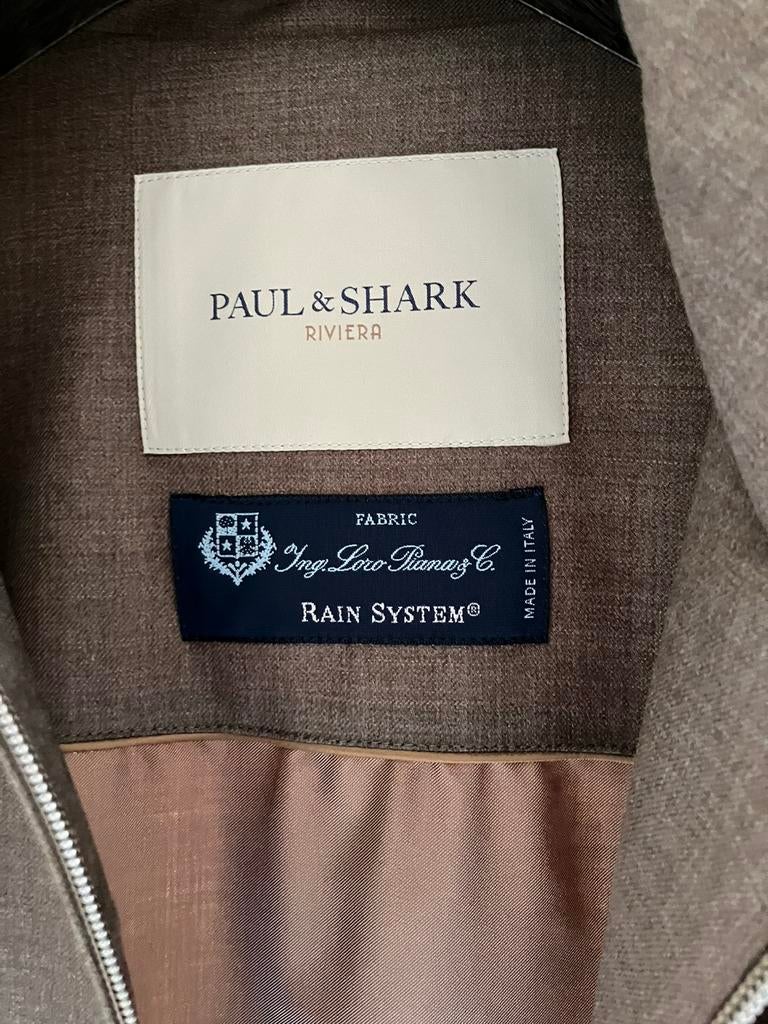 PAUL & SHARK
RIVIERA
FABRIC
Ing. Loro Piana & C.
RAIN SYSTEM®
MADE IN ITALY